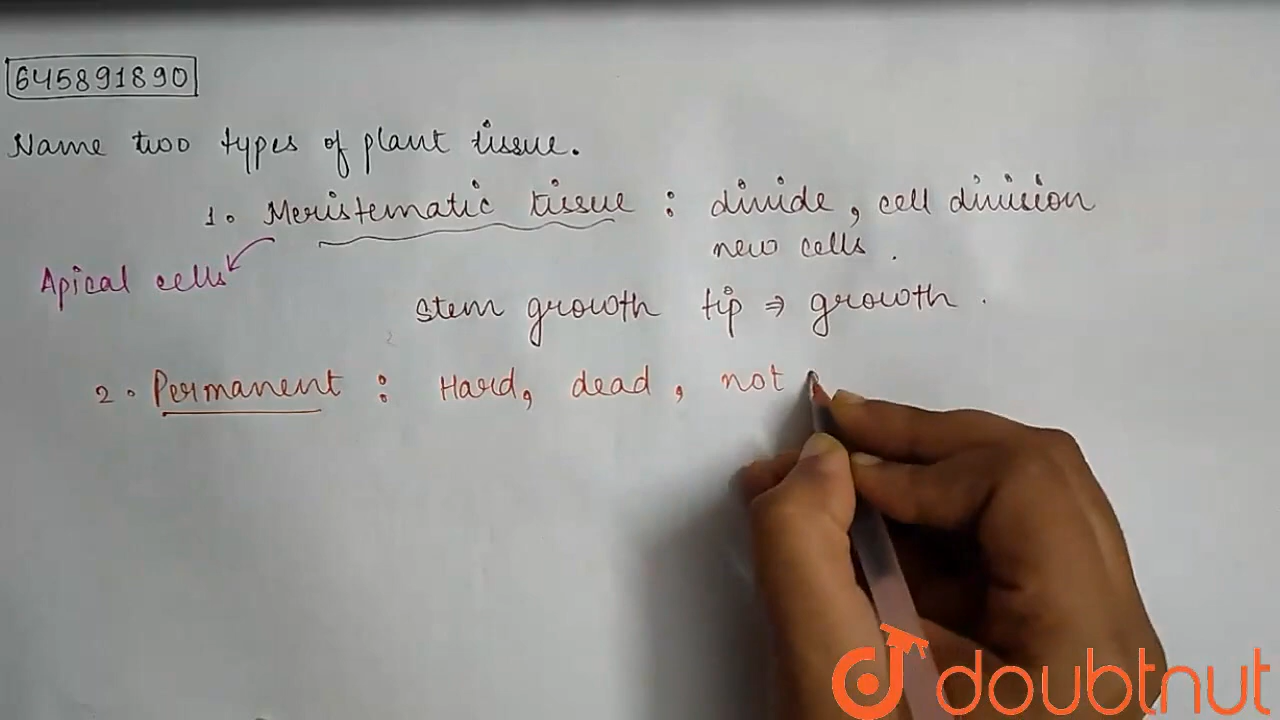 645891890
Name two types of plant tissue.
1. Meristematic tissue : divide, cell division
new cells.
Apical cells
stem growth tip ⇒ growth.
2. Permanent : Hard, dead, not
doubtnut